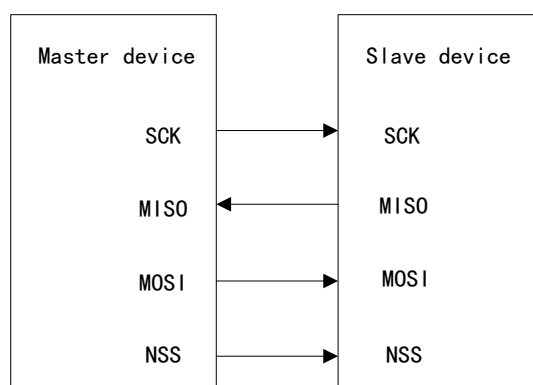 Master device
Slave device
SCK
SCK
MISO
MISO
MOSI
MOSI
NSS
NSS